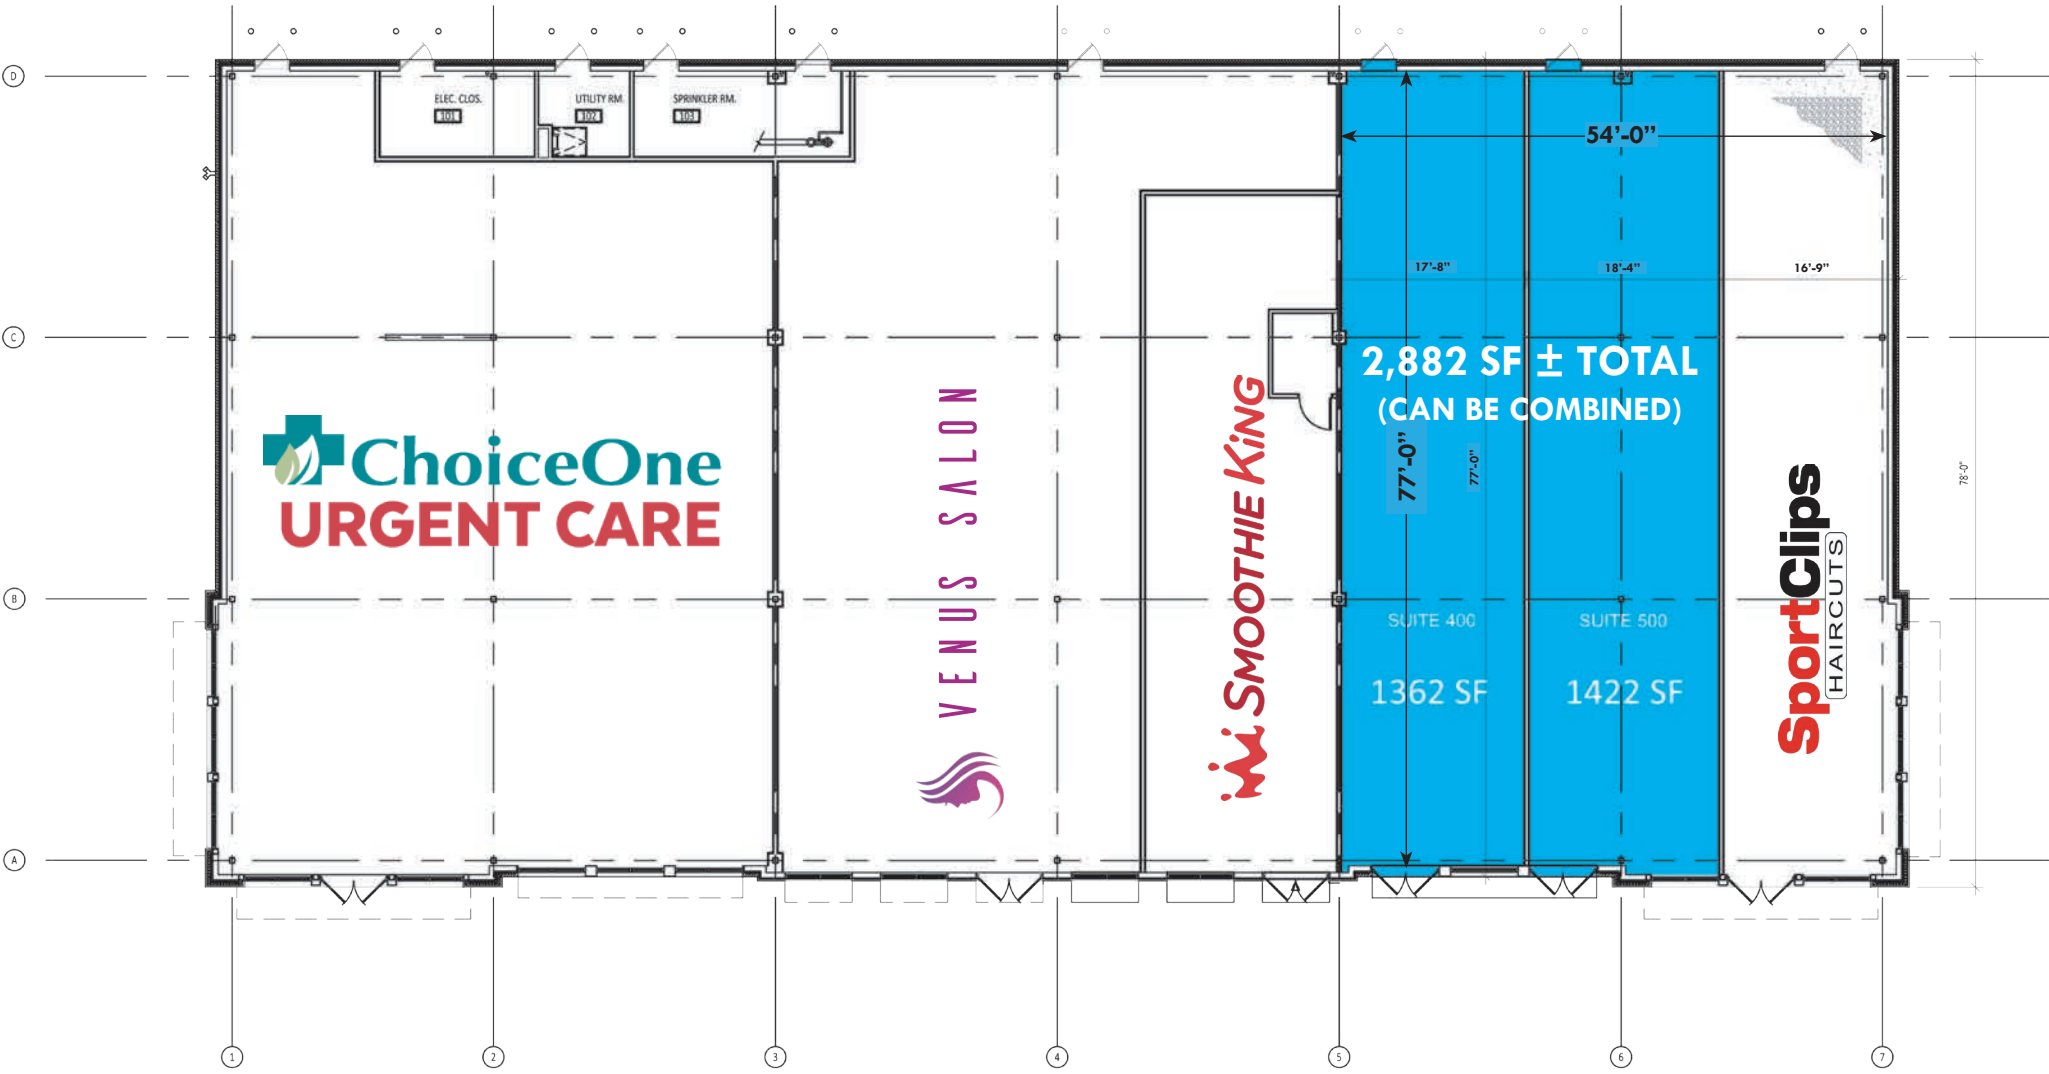 D
C
B
A
ELEC. CLOS.
101
UTILITY RM.
102
SPRINKLER RM.
103
54'-0"
17'-8"
18'-4"
16'-9"
2,882 SF ± TOTAL
(CAN BE COMBINED)
77'-0"
77'-0"
78'-0"
ChoiceOne
URGENT CARE
VENUS SALON
SMOOTHIE KiNG
SportClips
HAIRCUTS
SUITE 400
1362 SF
SUITE 500
1422 SF
A
1
2
3
4
5
6
7